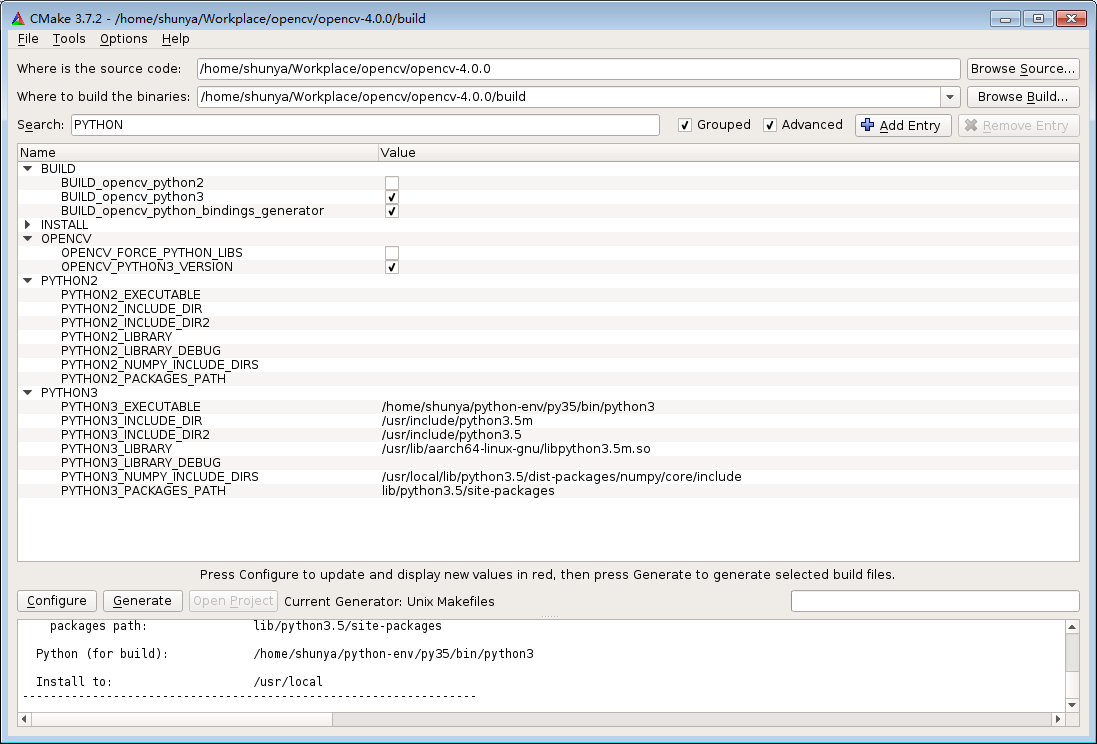 CMake 3.7.2 - /home/shunya/Workplace/opencv/opencv-4.0.0/build
File Tools Options Help
Where is the source code: /home/shunya/Workplace/opencv/opencv-4.0.0 Browse Source...
Where to build the binaries: /home/shunya/Workplace/opencv/opencv-4.0.0/build Browse Build...
Search: PYTHON Grouped Advanced Add Entry Remove Entry
Name Value
BUILD
BUILD_opencv_python2
BUILD_opencv_python3
BUILD_opencv_python_bindings_generator
INSTALL
OPENCV
OPENCV_FORCE_PYTHON_LIBS
OPENCV_PYTHON3_VERSION
PYTHON2
PYTHON2_EXECUTABLE
PYTHON2_INCLUDE_DIR
PYTHON2_INCLUDE_DIR2
PYTHON2_LIBRARY
PYTHON2_LIBRARY_DEBUG
PYTHON2_NUMPY_INCLUDE_DIRS
PYTHON2_PACKAGES_PATH
PYTHON3
PYTHON3_EXECUTABLE /home/shunya/python-env/py35/bin/python3
PYTHON3_INCLUDE_DIR /usr/include/python3.5m
PYTHON3_INCLUDE_DIR2 /usr/include/python3.5
PYTHON3_LIBRARY /usr/lib/aarch64-linux-gnu/libpython3.5m.so
PYTHON3_LIBRARY_DEBUG
PYTHON3_NUMPY_INCLUDE_DIRS /usr/local/lib/python3.5/dist-packages/numpy/core/include
PYTHON3_PACKAGES_PATH lib/python3.5/site-packages
Press Configure to update and display new values in red, then press Generate to generate selected build files.
Configure Generate Open Project Current Generator: Unix Makefiles
packages path: lib/python3.5/site-packages
Python (for build): /home/shunya/python-env/py35/bin/python3
Install to: /usr/local
-----------------------------------------------------------------